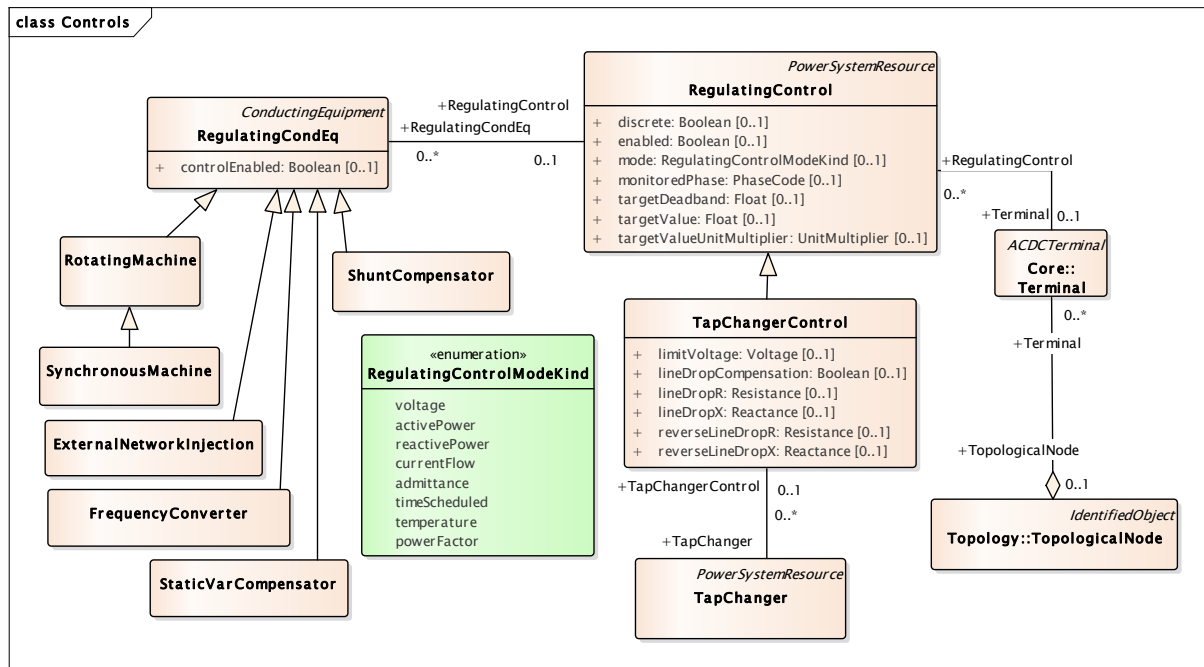 class Controls
ConductingEquipment
RegulatingCondEq
+ controlEnabled: Boolean [0..1]
+RegulatingControl
+RegulatingCondEq
0..*
0..1
PowerSystemResource
RegulatingControl
+ discrete: Boolean [0..1]
+ enabled: Boolean [0..1]
+ mode: RegulatingControlModeKind [0..1]
+ monitoredPhase: PhaseCode [0..1]
+ targetDeadband: Float [0..1]
+ targetValue: Float [0..1]
+ targetValueUnitMultiplier: UnitMultiplier [0..1]
+RegulatingControl
0..*
+Terminal
0..1
ACDCTerminal
Core::
Terminal
0..*
+Terminal
+TopologicalNode
0..1
IdentifiedObject
Topology::TopologicalNode
RotatingMachine
ShuntCompensator
SynchronousMachine
ExternalNetworkInjection
FrequencyConverter
StaticVarCompensator
«enumeration»
RegulatingControlModeKind
voltage
activePower
reactivePower
currentFlow
admittance
timeScheduled
temperature
powerFactor
TapChangerControl
+ limitVoltage: Voltage [0..1]
+ lineDropCompensation: Boolean [0..1]
+ lineDropR: Resistance [0..1]
+ lineDropX: Reactance [0..1]
+ reverseLineDropR: Resistance [0..1]
+ reverseLineDropX: Reactance [0..1]
+TapChangerControl
0..1
0..*
+TapChanger
PowerSystemResource
TapChanger